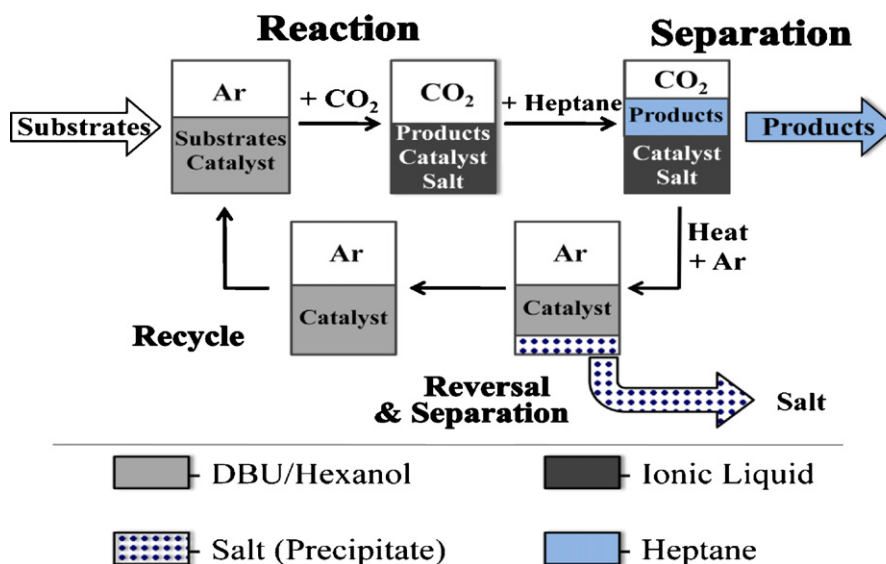 Reaction
Separation
Substrates
Ar
Substrates
Catalyst
+ CO₂
CO₂
Products
Catalyst
Salt
+ Heptane
CO₂
Products
Catalyst
Salt
Products
Heat
+ Ar
Ar
Catalyst
Ar
Catalyst
Recycle
Reversal
& Separation
Salt
DBU/Hexanol
Ionic Liquid
Salt (Precipitate)
Heptane